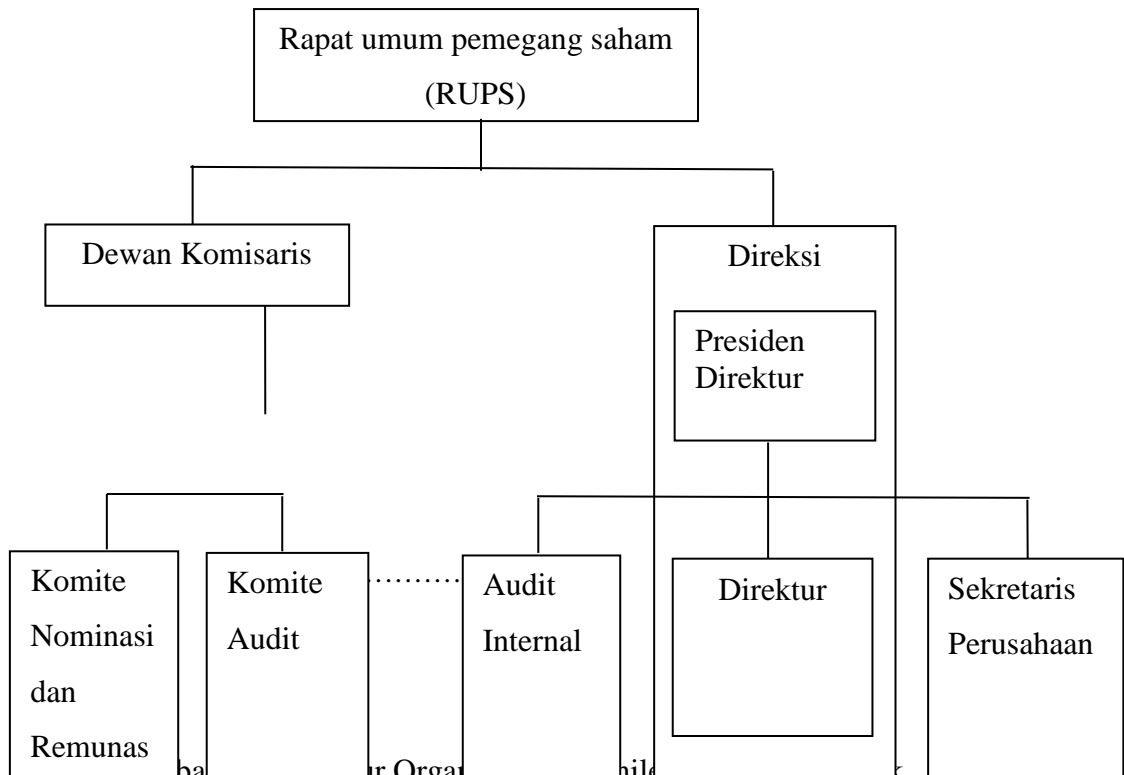 Rapat umum pemegang saham
(RUPS)
Dewan Komisaris
Direksi
Presiden
Direktur
Komite
Nominasi
dan
Remunas
Komite
Audit
..........
Audit
Internal
Direktur
Sekretaris
Perusahaan